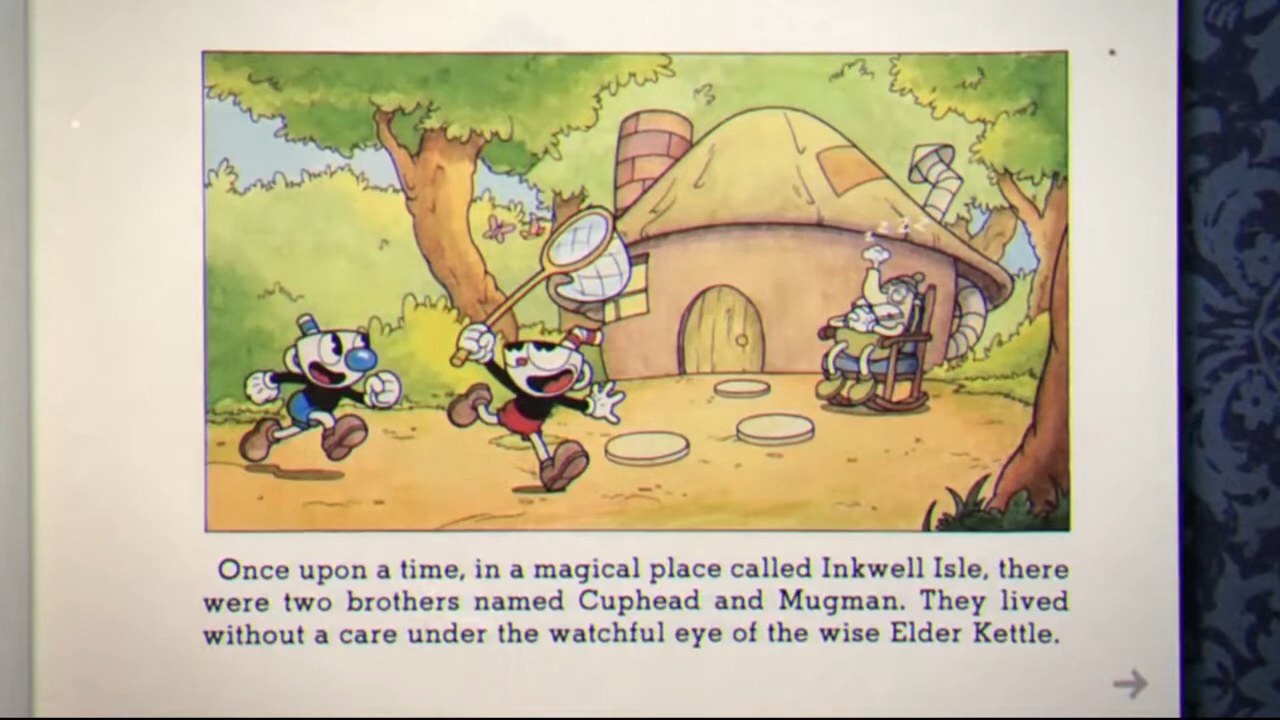 z z z z
Once upon a time, in a magical place called Inkwell Isle, there
were two brothers named Cuphead and Mugman. They lived
without a care under the watchful eye of the wise Elder Kettle.